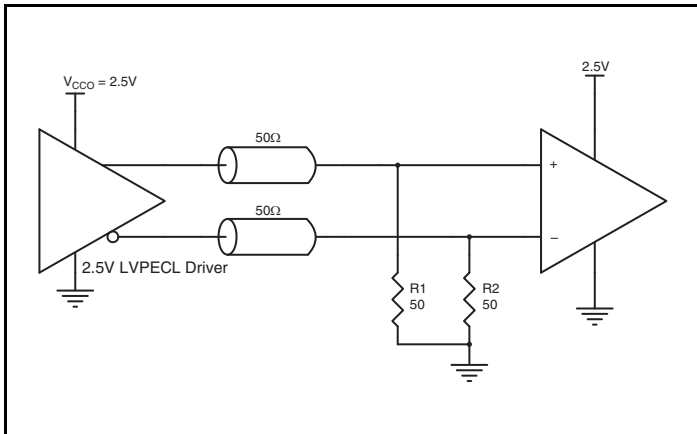 V_CCO = 2.5V
2.5V
50Ω
+
50Ω
–
2.5V LVPECL Driver
R1
50
R2
50